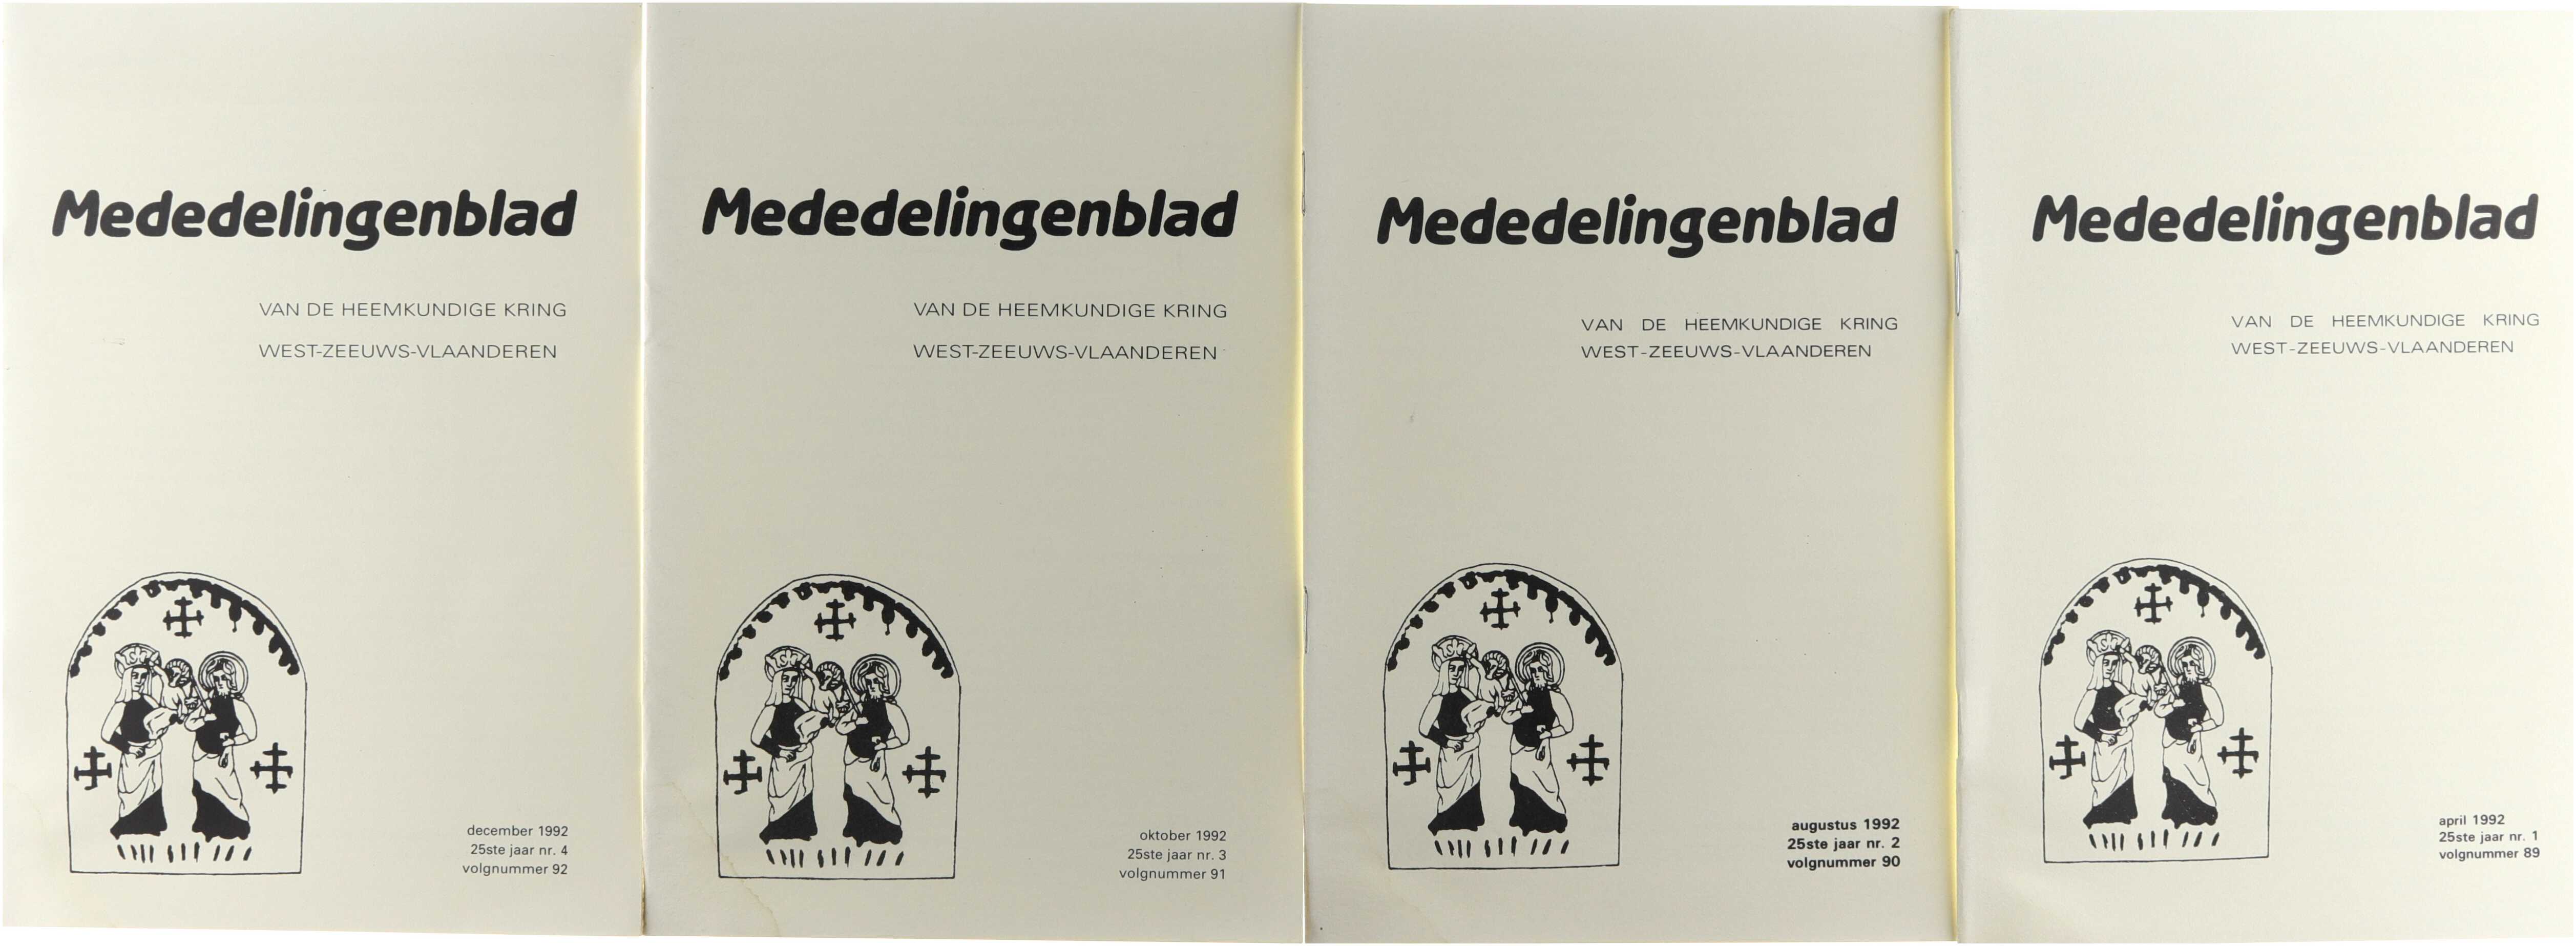 Mededelingenblad
VAN DE HEEMKUNDIGE KRING
WEST-ZEEUWS-VLAANDEREN
december 1992
25ste jaar nr. 4
volgnummer 92
Mededelingenblad
VAN DE HEEMKUNDIGE KRING
WEST-ZEEUWS-VLAANDEREN
oktober 1992
25ste jaar nr. 3
volgnummer 91
Mededelingenblad
VAN DE HEEMKUNDIGE KRING
WEST-ZEEUWS-VLAANDEREN
augustus 1992
25ste jaar nr. 2
volgnummer 90
Mededelingenblad
VAN DE HEEMKUNDIGE KRING
WEST-ZEEUWS-VLAANDEREN
april 1992
25ste jaar nr. 1
volgnummer 89